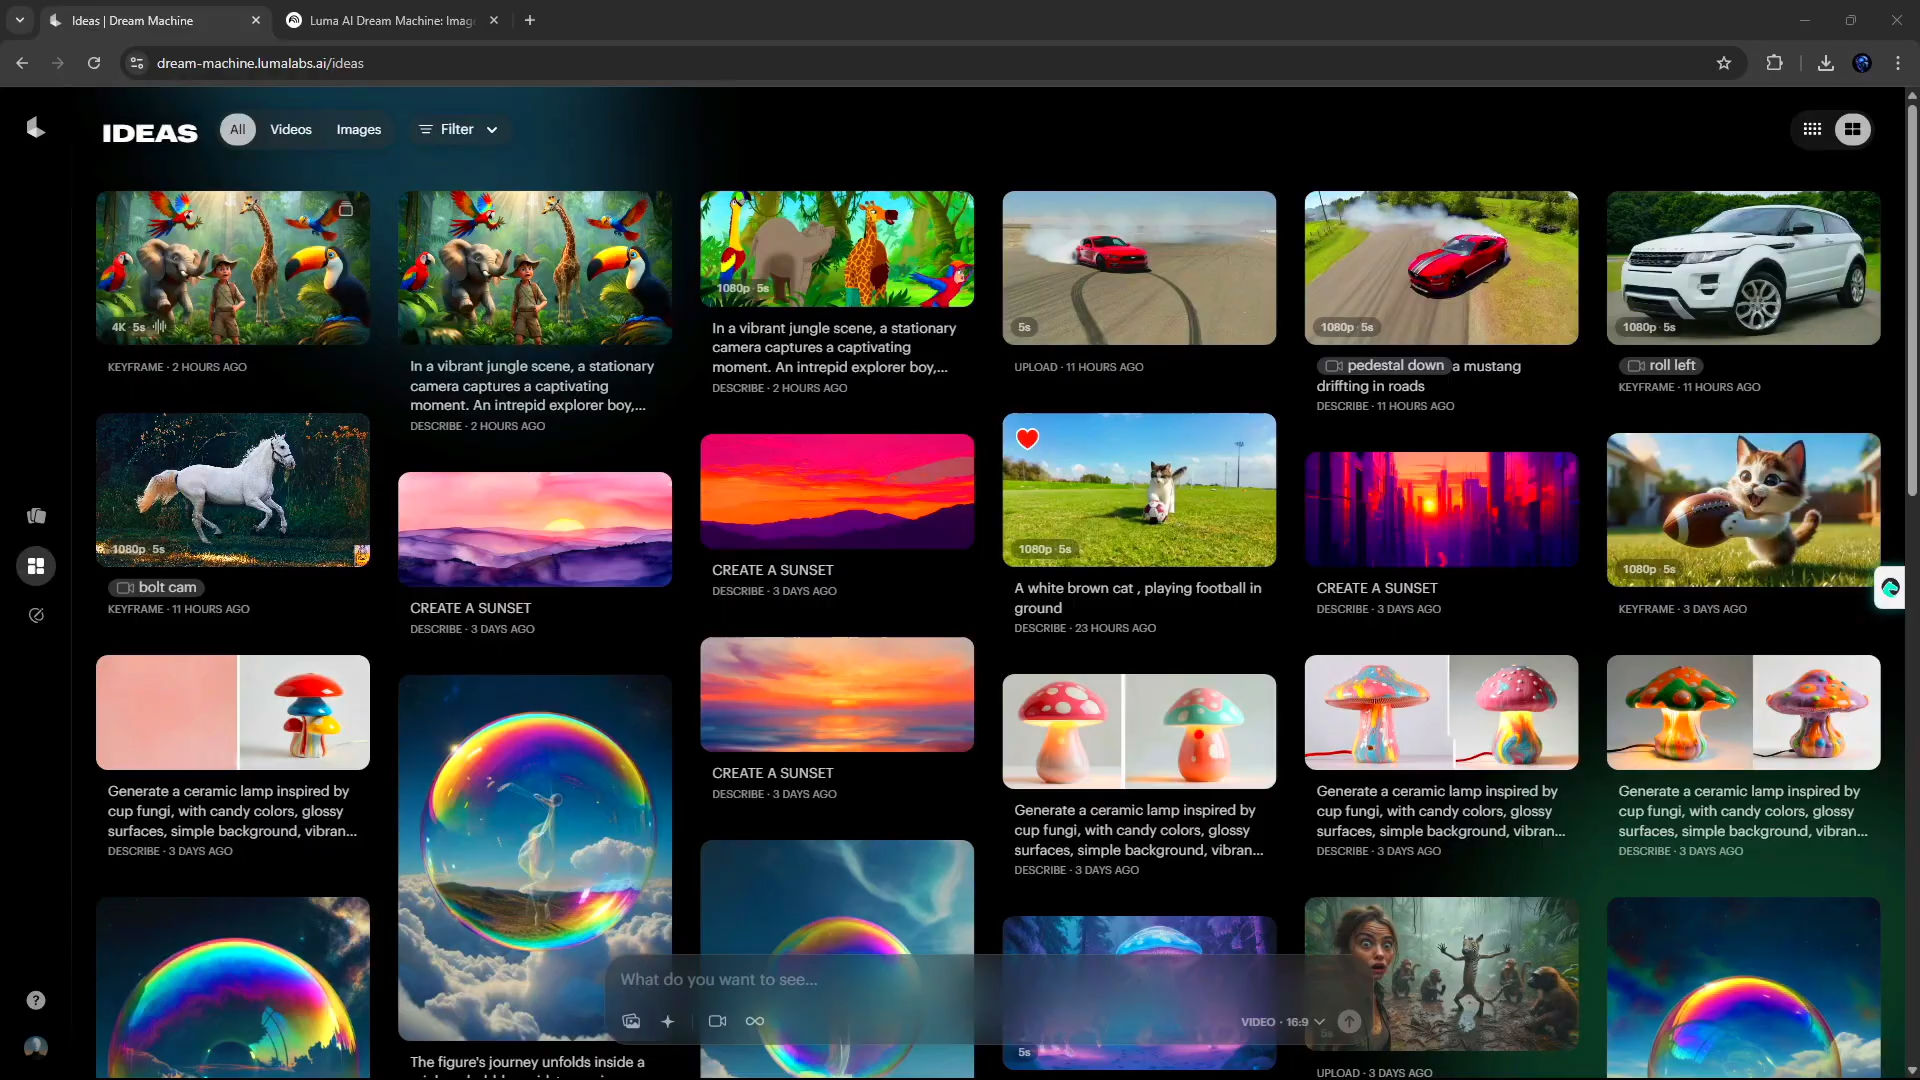 Ideas | Dream Machine
Luma AI Dream Machine: Imag
dream-machine.lumalabs.ai/ideas
IDEAS
All
Videos
Images
Filter
4K · 5s
KEYFRAME · 2 HOURS AGO
In a vibrant jungle scene, a stationary
camera captures a captivating
moment. An intrepid explorer boy,...
DESCRIBE · 2 HOURS AGO
1080p · 5s
In a vibrant jungle scene, a stationary
camera captures a captivating
moment. An intrepid explorer boy,...
DESCRIBE · 2 HOURS AGO
5s
UPLOAD · 11 HOURS AGO
1080p · 5s
pedestal down a mustang
driffting in roads
DESCRIBE · 11 HOURS AGO
1080p · 5s
roll left
KEYFRAME · 11 HOURS AGO
1080p · 5s
bolt cam
KEYFRAME · 11 HOURS AGO
CREATE A SUNSET
DESCRIBE · 3 DAYS AGO
CREATE A SUNSET
DESCRIBE · 3 DAYS AGO
1080p · 5s
A white brown cat , playing football in
ground
DESCRIBE · 23 HOURS AGO
CREATE A SUNSET
DESCRIBE · 3 DAYS AGO
1080p · 5s
KEYFRAME · 3 DAYS AGO
Generate a ceramic lamp inspired by
cup fungi, with candy colors, glossy
surfaces, simple background, vibran...
DESCRIBE · 3 DAYS AGO
CREATE A SUNSET
DESCRIBE · 3 DAYS AGO
Generate a ceramic lamp inspired by
cup fungi, with candy colors, glossy
surfaces, simple background, vibran...
DESCRIBE · 3 DAYS AGO
Generate a ceramic lamp inspired by
cup fungi, with candy colors, glossy
surfaces, simple background, vibran...
DESCRIBE · 3 DAYS AGO
Generate a ceramic lamp inspired by
cup fungi, with candy colors, glossy
surfaces, simple background, vibran...
DESCRIBE · 3 DAYS AGO
What do you want to see...
VIDEO · 16:9
5s
5s
The figure's journey unfolds inside a
UPLOAD · 3 DAYS AGO